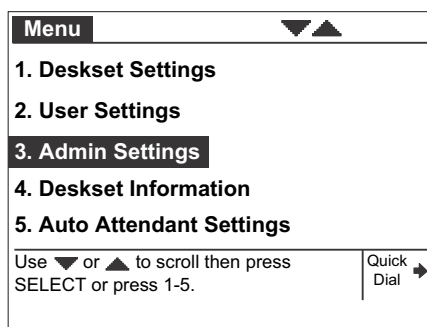 Menu ▼▲
1. Deskset Settings
2. User Settings
3. Admin Settings
4. Deskset Information
5. Auto Attendant Settings
Use ▼ or ▲ to scroll then press
SELECT or press 1-5.
Quick
Dial